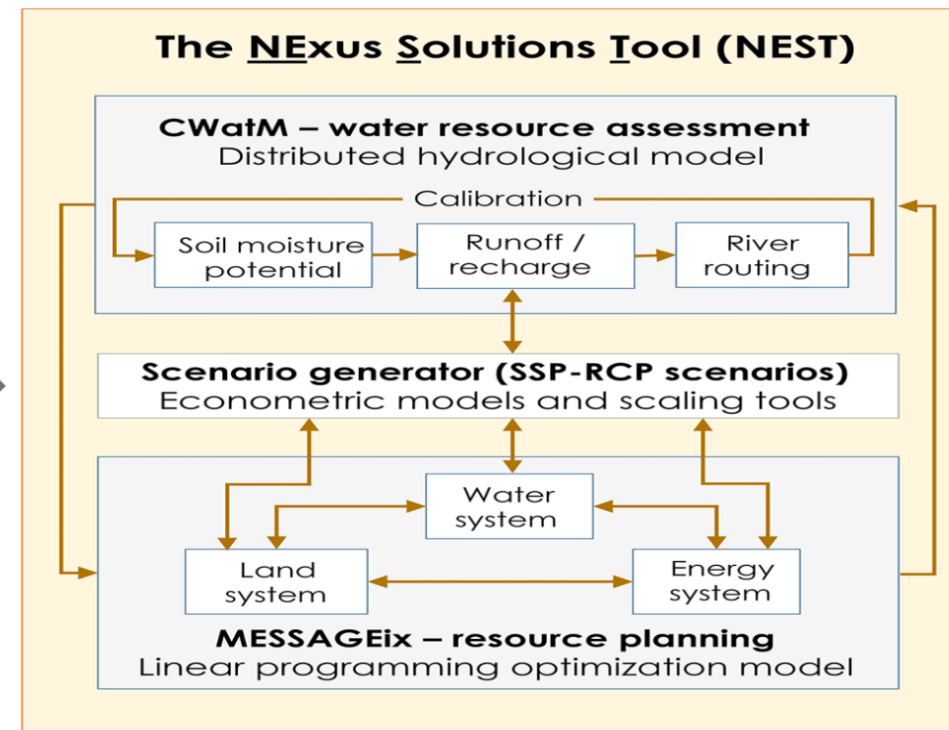 The NExus Solutions Tool (NEST)
CWatM – water resource assessment
Distributed hydrological model
Calibration
Soil moisture
potential
Runoff /
recharge
River
routing
Scenario generator (SSP-RCP scenarios)
Econometric models and scaling tools
Water
system
Land
system
Energy
system
MESSAGEix – resource planning
Linear programming optimization model